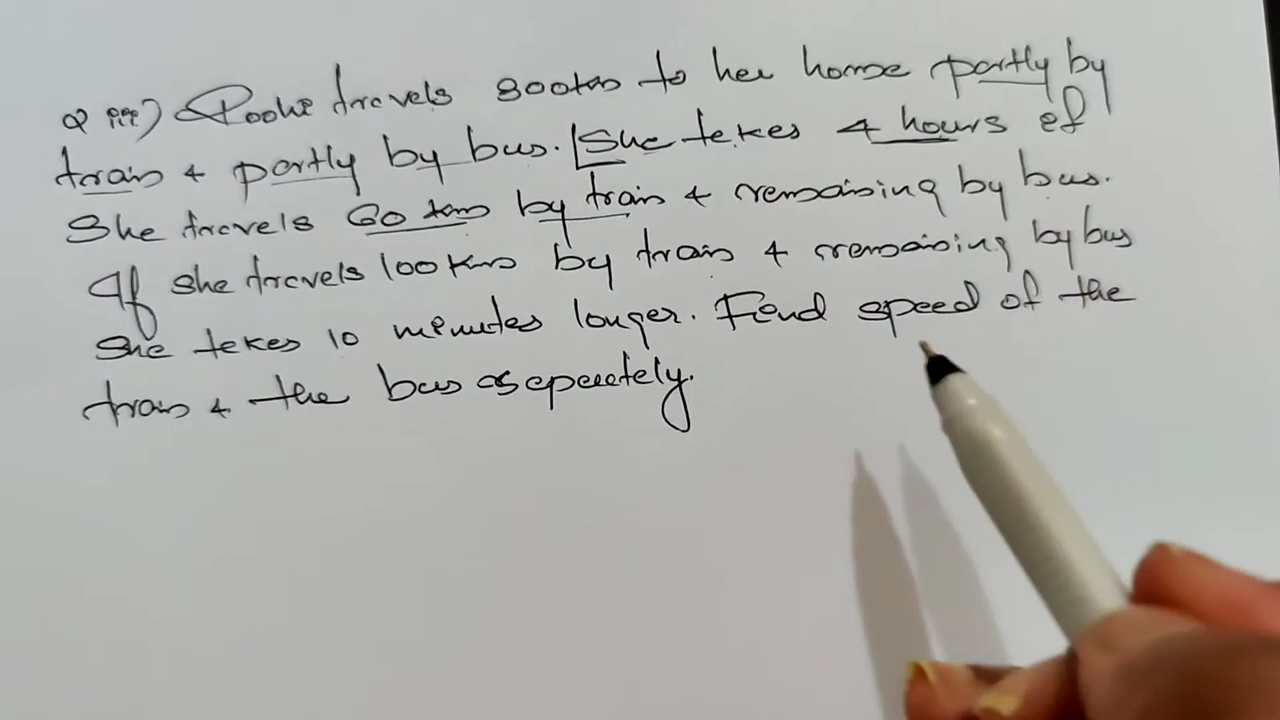 Q iii) Roohi travels 300 km to her home partly by
train & partly by bus. She takes 4 hours if
She travels 60 km by train & remaining by bus.
If she travels 100 km by train & remaining by bus
She takes 10 minutes longer. Find speed of the
train & the bus seperately.